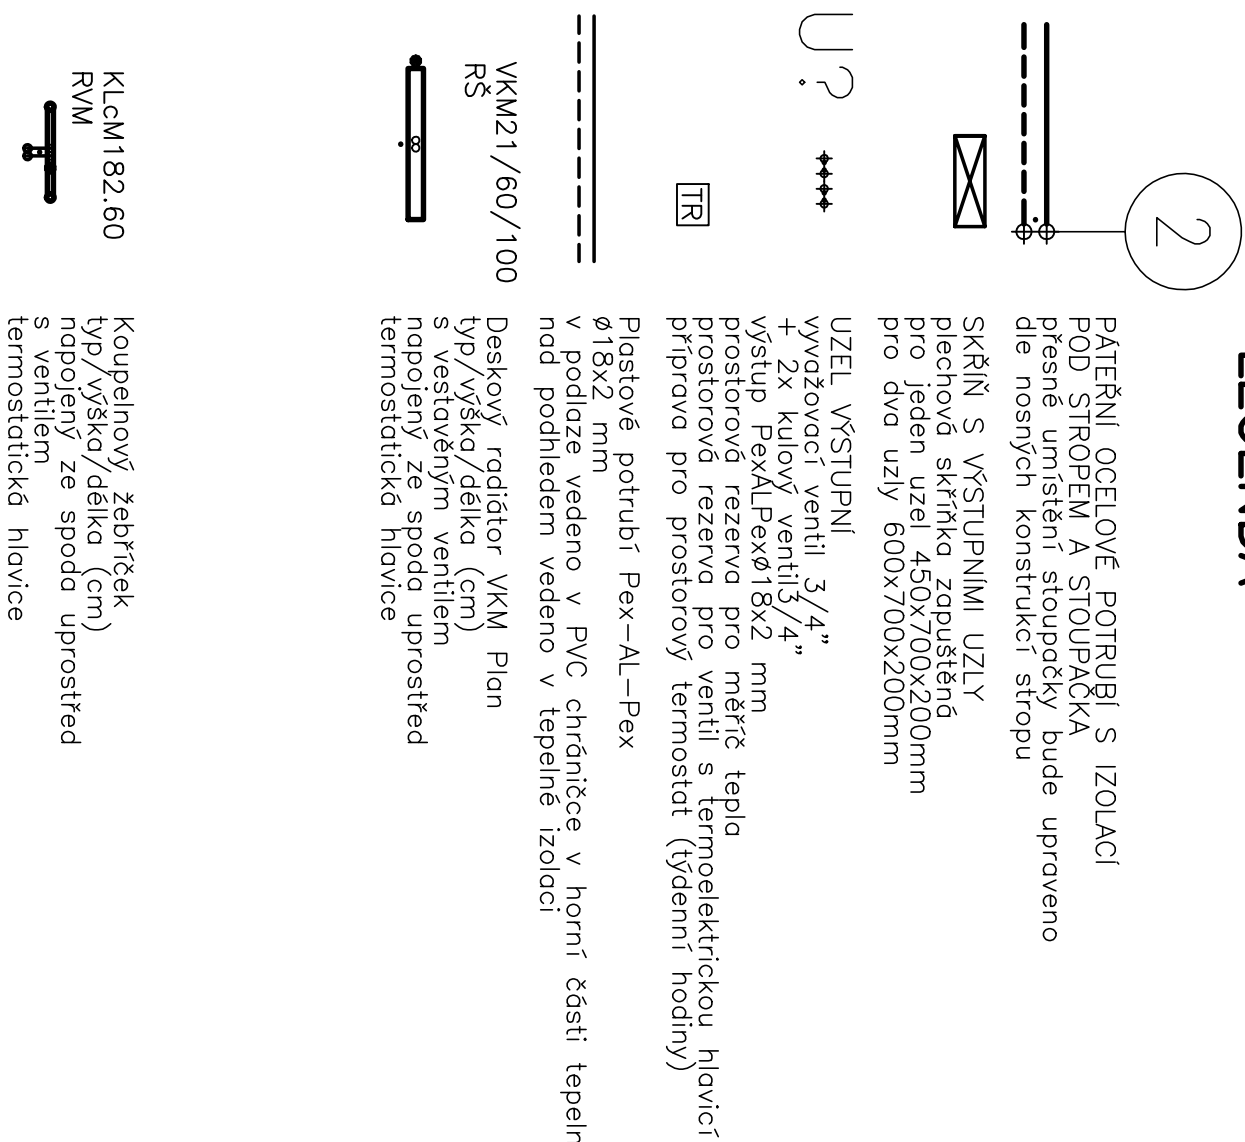 LEGENDA
2
PÁTEŘNÍ OCELOVÉ POTRUBÍ S IZOLACÍ
POD STROPEM A STOUPAČKA
přesné umístění stoupačky bude upraveno
dle nosných konstrukcí stropu
SKŘÍŇ S VÝSTUPNÍMI UZLY
plechová skříňka zapuštěná
pro jeden uzel 450x700x200mm
pro dva uzly 600x700x200mm
U?
UZEL VÝSTUPNÍ
vyvažovací ventil 3/4”
+ 2x kulový ventil3/4”
výstup PexALPexø18x2 mm
prostorová rezerva pro měřič tepla
prostorová rezerva pro ventil s termoelektrickou hlavicí
TR
příprava pro prostorový termostat (týdenní hodiny)
Plastové potrubí Pex–AL–Pex
ø18x2 mm
v podlaze vedeno v PVC chráničce v horní části tepeln
nad podhledem vedeno v tepelné izolaci
VKM21/60/100
RŠ
Deskový radiátor VKM Plan
typ/výška/délka (cm)
s vestavěným ventilem
napojený ze spoda uprostřed
termostatická hlavice
KLcM182.60
RVM
Koupelnový žebříček
typ/výška/délka (cm)
napojený ze spoda uprostřed
s ventilem
termostatická hlavice